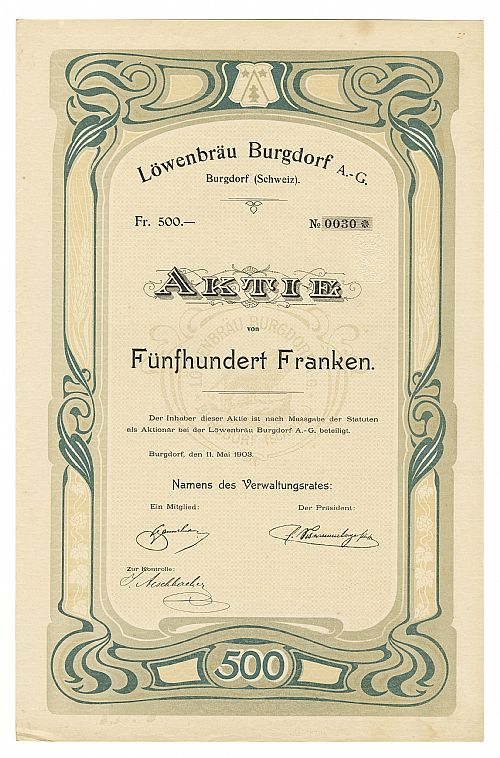 Löwenbräu Burgdorf A.-G.
Burgdorf (Schweiz).
Fr. 500.— № 0030
AKTIE
von
Fünfhundert Franken.
Der Inhaber dieser Aktie ist nach Massgabe der Statuten
als Aktionär bei der Löwenbräu Burgdorf A.-G. beteiligt.
Burgdorf, den 11. Mai 1903.
Namens des Verwaltungsrates:
Ein Mitglied: Der Präsident:
Zur Kontrolle:
J. Aeschbacher
500